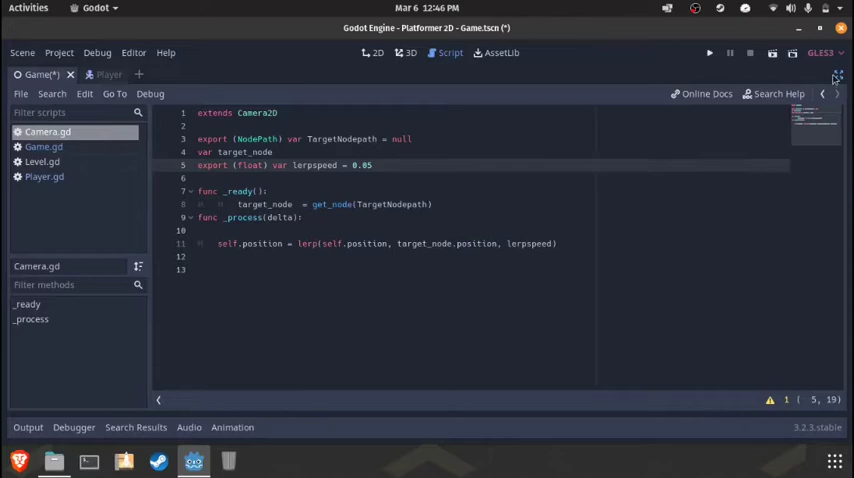 Activities Godot Mar 6 12:46 PM
Godot Engine - Platformer 2D - Game.tscn (*)
Scene Project Debug Editor Help 2D 3D Script AssetLib GLES3
Game(*) Player
File Search Edit Go To Debug Online Docs Search Help
Filter scripts
Camera.gd
Game.gd
Level.gd
Player.gd
Camera.gd
Filter methods
_ready
_process
1 extends Camera2D
2
3 export (NodePath) var TargetNodepath = null
4 var target_node
5 export (float) var lerpspeed = 0.05
6
7 func _ready():
8 target_node = get_node(TargetNodepath)
9 func _process(delta):
10
11 self.position = lerp(self.position, target_node.position, lerpspeed)
12
13
1 ( 5, 19)
Output Debugger Search Results Audio Animation 3.2.3.stable